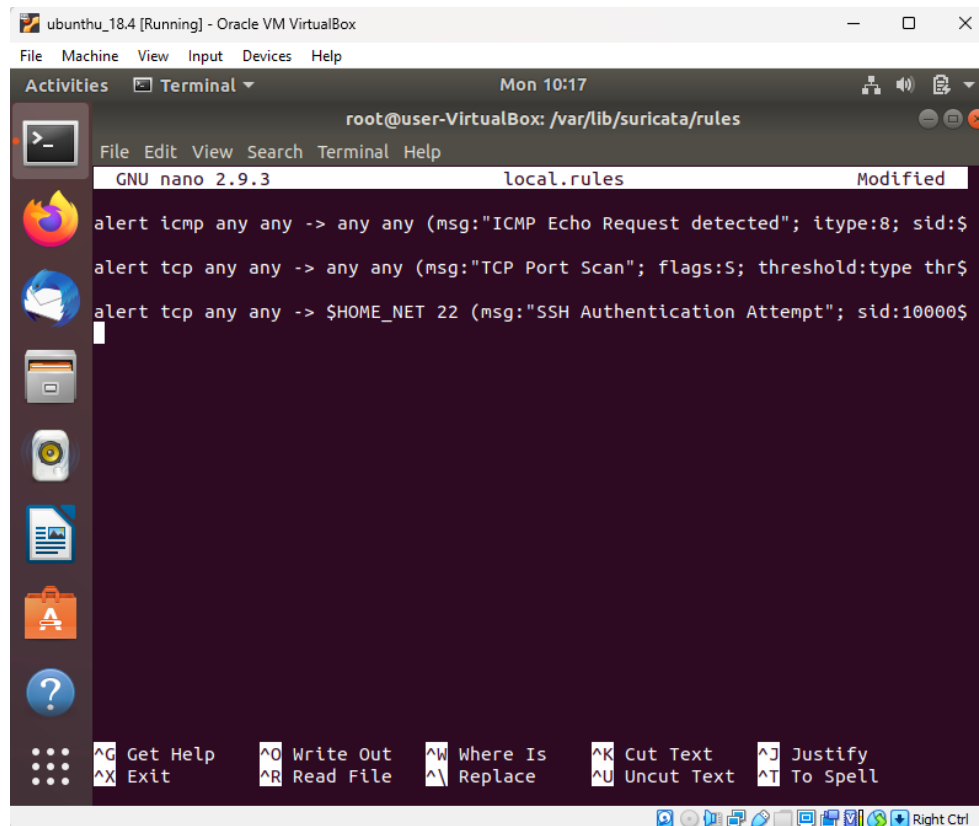 ubunthu_18.4 [Running] - Oracle VM VirtualBox
File Machine View Input Devices Help
Activities Terminal Mon 10:17
root@user-VirtualBox: /var/lib/suricata/rules
File Edit View Search Terminal Help
GNU nano 2.9.3 local.rules Modified
alert icmp any any -> any any (msg:"ICMP Echo Request detected"; itype:8; sid:$
alert tcp any any -> any any (msg:"TCP Port Scan"; flags:S; threshold:type thr$
alert tcp any any -> $HOME_NET 22 (msg:"SSH Authentication Attempt"; sid:10000$
^G Get Help ^O Write Out ^W Where Is ^K Cut Text ^J Justify
^X Exit ^R Read File ^\ Replace ^U Uncut Text ^T To Spell
Right Ctrl